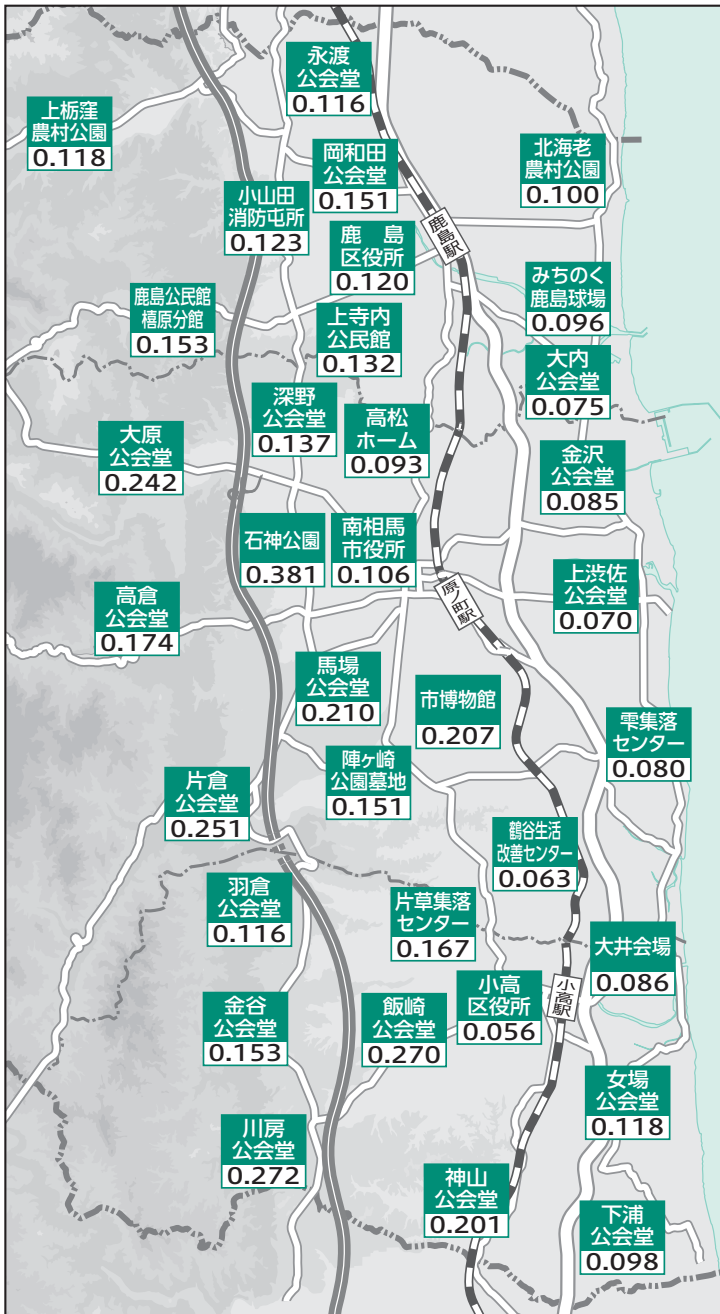 永渡
公会堂
0.116
上栃窪
農村公園
0.118
岡和田
公会堂
0.151
北海老
農村公園
0.100
小山田
消防屯所
0.123
鹿島
区役所
0.120
鹿島駅
みちのく
鹿島球場
0.096
鹿島公民館
橲原分館
0.153
上寺内
公民館
0.132
大内
公会堂
0.075
深野
公会堂
0.137
高松
ホーム
0.093
大原
公会堂
0.242
金沢
公会堂
0.085
石神公園
0.381
南相馬
市役所
0.106
原ノ町駅
上渋佐
公会堂
0.070
高倉
公会堂
0.174
馬場
公会堂
0.210
市博物館
0.207
雫集落
センター
0.080
陣ヶ崎
公園墓地
0.151
片倉
公会堂
0.251
鶴谷生活
改善センター
0.063
羽倉
公会堂
0.116
片草集落
センター
0.167
大井会場
0.086
小高
区役所
0.056
小高駅
金谷
公会堂
0.153
飯崎
公会堂
0.270
女場
公会堂
0.118
川房
公会堂
0.272
神山
公会堂
0.201
下浦
公会堂
0.098